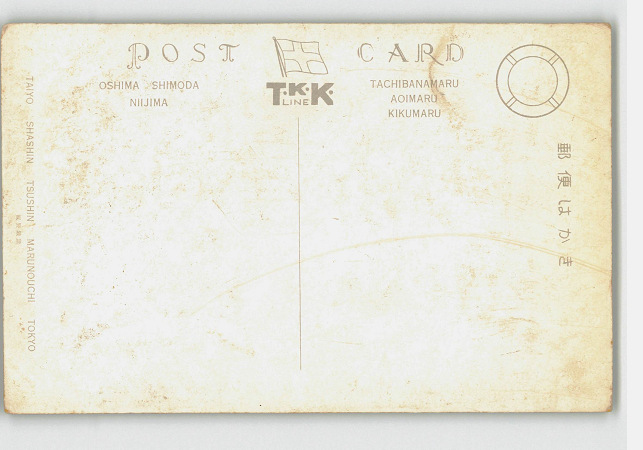 POST CARD
OSHIMA SHIMODA
NIIJIMA
T.K.K.
LINE
TACHIBANAMARU
AOIMARU
KIKUMARU
郵便はがき
TAIYO SHASHIN TSUSHIN MARUNOUCHI TOKYO